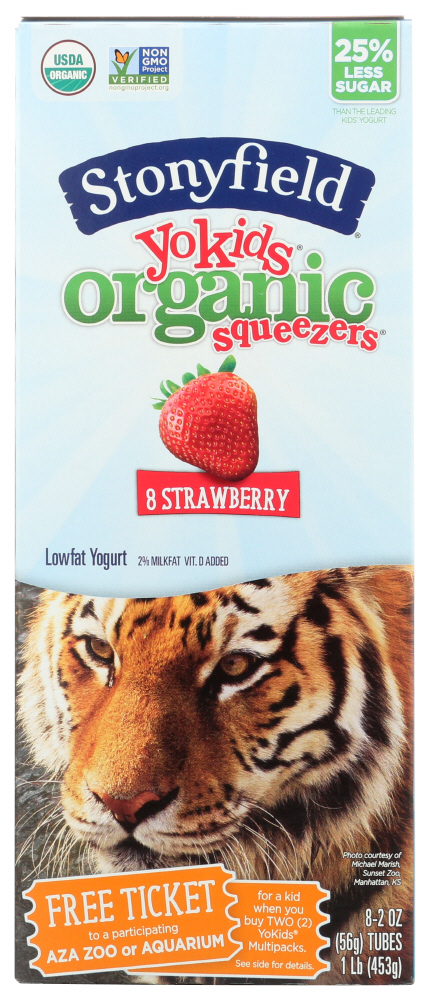 USDA
ORGANIC
NON
GMO
Project
VERIFIED
nongmoproject.org
25%
LESS
SUGAR
THAN THE LEADING
KIDS' YOGURT
Stonyfield®
YoKids®
organic
squeezers®
8 STRAWBERRY
Lowfat Yogurt 2% MILKFAT VIT. D ADDED
Photo courtesy of
Michael Marish,
Sunset Zoo,
Manhattan, KS
FREE TICKET
to a participating
AZA ZOO or AQUARIUM
for a kid
when you
buy TWO (2)
YoKids®
Multipacks.
See side for details.
8-2 OZ
(56g) TUBES
1 Lb (453g)